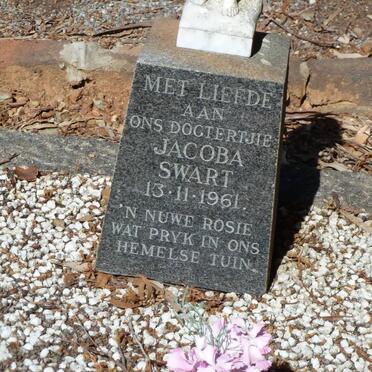 MET LIEFDE
AAN
ONS DOGTERTJIE
JACOBA
SWART
13·11·1961.
'N NUWE ROSIE
WAT PRYK IN ONS
HEMELSE TUIN.